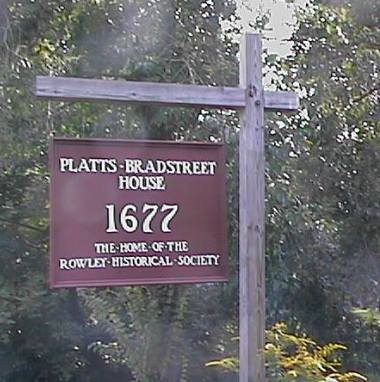 PLATTS-BRADSTREET
HOUSE
1677
THE·HOME·OF·THE
ROWLEY·HISTORICAL·SOCIETY